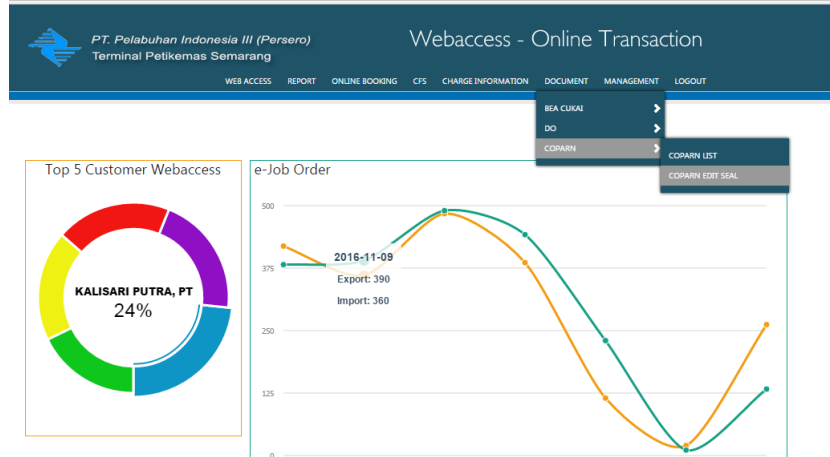 PT. Pelabuhan Indonesia III (Persero)
Terminal Petikemas Semarang
Webaccess - Online Transaction
WEB ACCESS REPORT ONLINE BOOKING CFS CHARGE INFORMATION DOCUMENT MANAGEMENT LOGOUT
BEA CUKAI
DO
COPARN
COPARN LIST
COPARN EDIT SEAL
Top 5 Customer Webaccess
KALISARI PUTRA, PT
24%
e-Job Order
500
375
250
125
0
2016-11-09
Export: 390
Import: 360